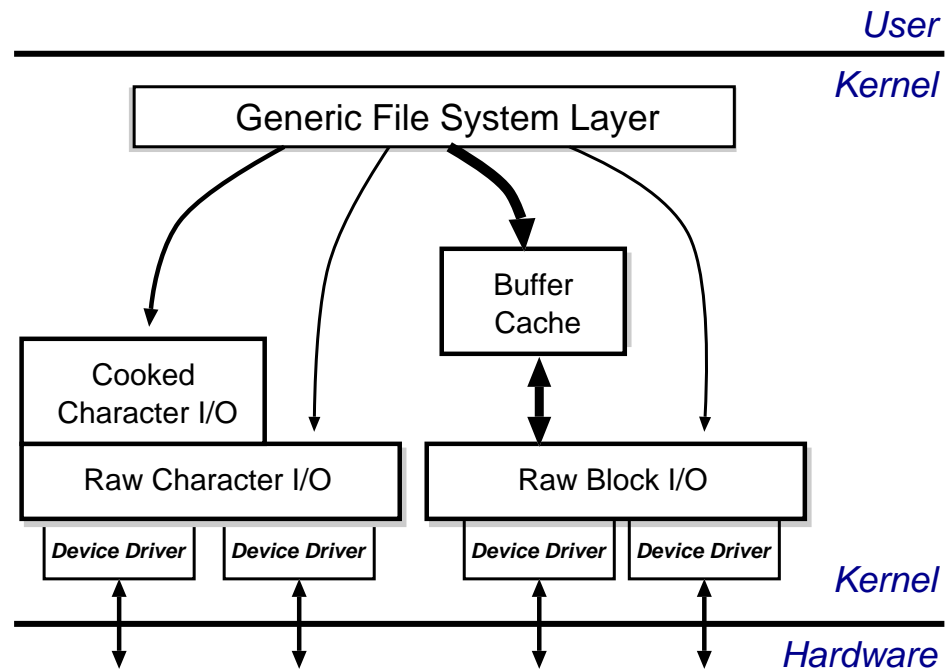 User
Kernel
Generic File System Layer
Buffer
Cache
Cooked
Character I/O
Raw Character I/O
Raw Block I/O
Device Driver
Device Driver
Device Driver
Device Driver
Kernel
Hardware